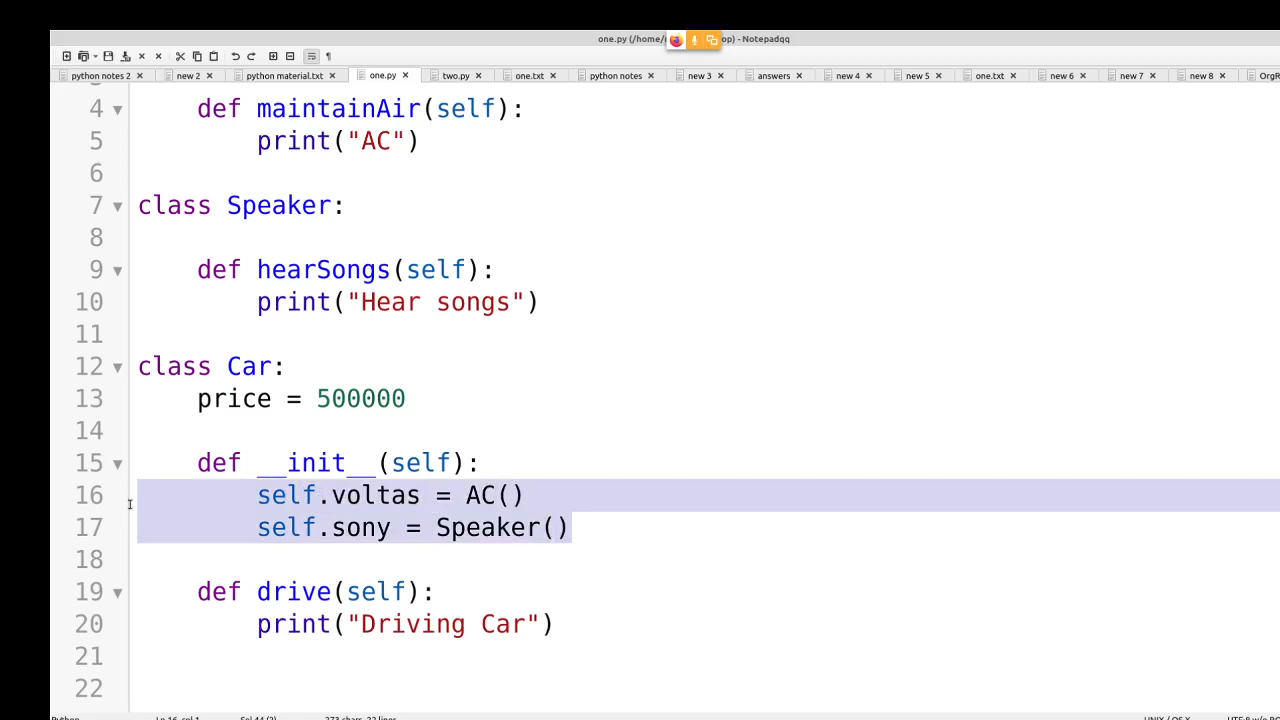 one.py (/home/ op) - Notepadqq
python notes 2 new 2 python material.txt one.py two.py one.txt python notes new 3 answers new 4 new 5 one.txt new 6 new 7 new 8
4 def maintainAir(self):
5 print("AC")
6
7 class Speaker:
8
9 def hearSongs(self):
10 print("Hear songs")
11
12 class Car:
13 price = 500000
14
15 def __init__(self):
16 self.voltas = AC()
17 self.sony = Speaker()
18
19 def drive(self):
20 print("Driving Car")
21
22